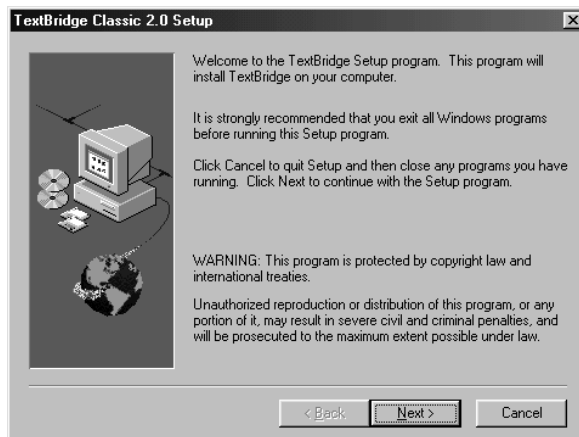 TextBridge Classic 2.0 Setup
Welcome to the TextBridge Setup program. This program will
install TextBridge on your computer.
It is strongly recommended that you exit all Windows programs
before running this Setup program.
Click Cancel to quit Setup and then close any programs you have
running. Click Next to continue with the Setup program.
WARNING: This program is protected by copyright law and
international treaties.
Unauthorized reproduction or distribution of this program, or any
portion of it, may result in severe civil and criminal penalties, and
will be prosecuted to the maximum extent possible under law.
< Back Next > Cancel